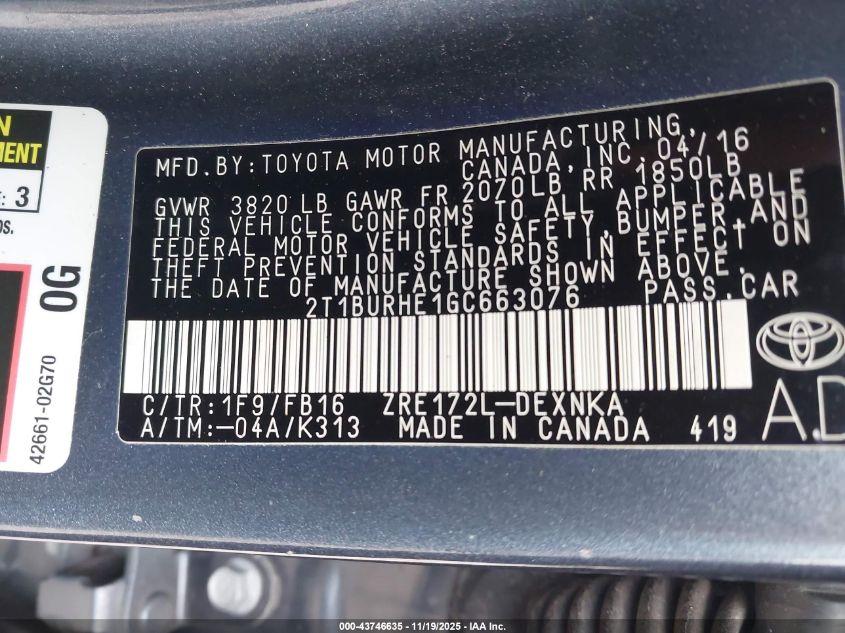 N
MENT
: 3
DS.
0G
42661-02G70
MFD.BY:TOYOTA MOTOR MANUFACTURING,
CANADA,INC. 04/16
GVWR 3820 LB GAWR FR 2070LB RR 1850LB
THIS VEHICLE CONFORMS TO ALL APPLICABLE
FEDERAL MOTOR VEHICLE SAFETY,BUMPER,AND
THEFT PREVENTION STANDARDS IN EFFECT ON
THE DATE OF MANUFACTURE SHOWN ABOVE.
2T1BURHE1GC663076 PASS.CAR
C/TR:1F9/FB16 ZRE172L-DEXNKA
A/TM:-04A/K313 MADE IN CANADA 419
A.D
000-43746635 - 11/19/2025 - IAA Inc.